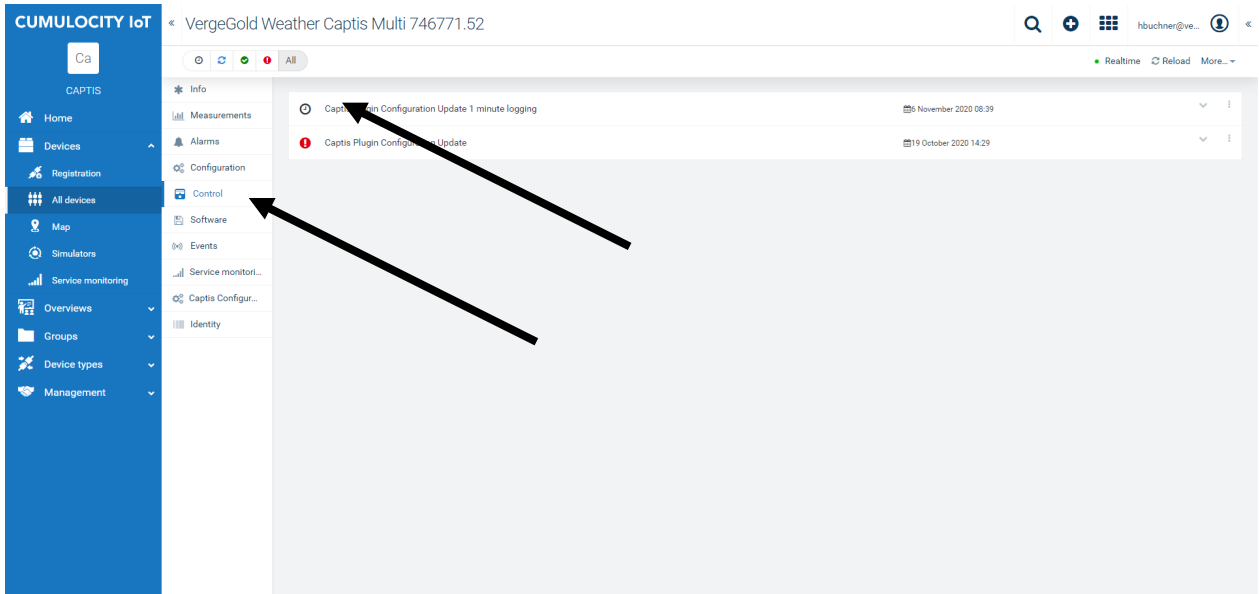 CUMULOCITY IoT
Ca
CAPTIS
Home
Devices
Registration
All devices
Map
Simulators
Service monitoring
Overviews
Groups
Device types
Management
VergeGold Weather Captis Multi 746771.52
hbuchner@ve...
All
Realtime Reload More...
Info
Measurements
Alarms
Configuration
Control
Software
Events
Service monitori...
Captis Configur...
Identity
Configuration Update 1 minute logging
6 November 2020 08:39
Captis Plugin Update
19 October 2020 14:29